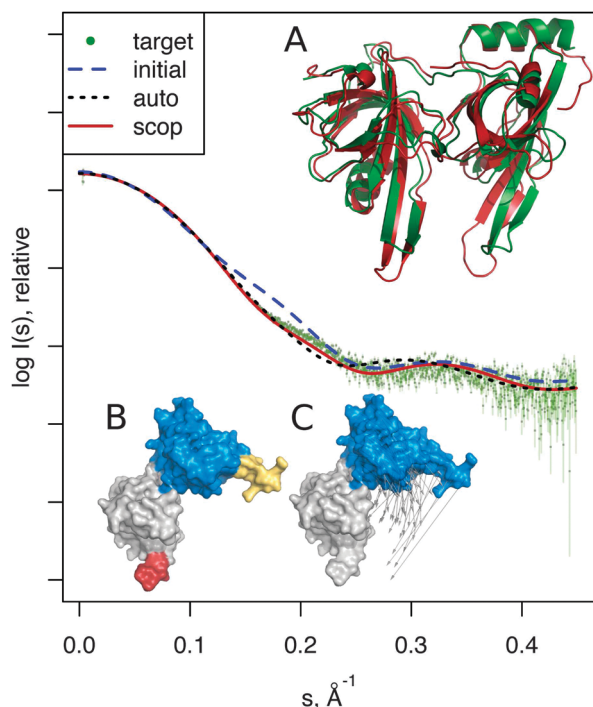 target
initial
auto
scop
A
B
C
log I(s), relative
0.0 0.1 0.2 0.3 0.4
s, Å⁻¹